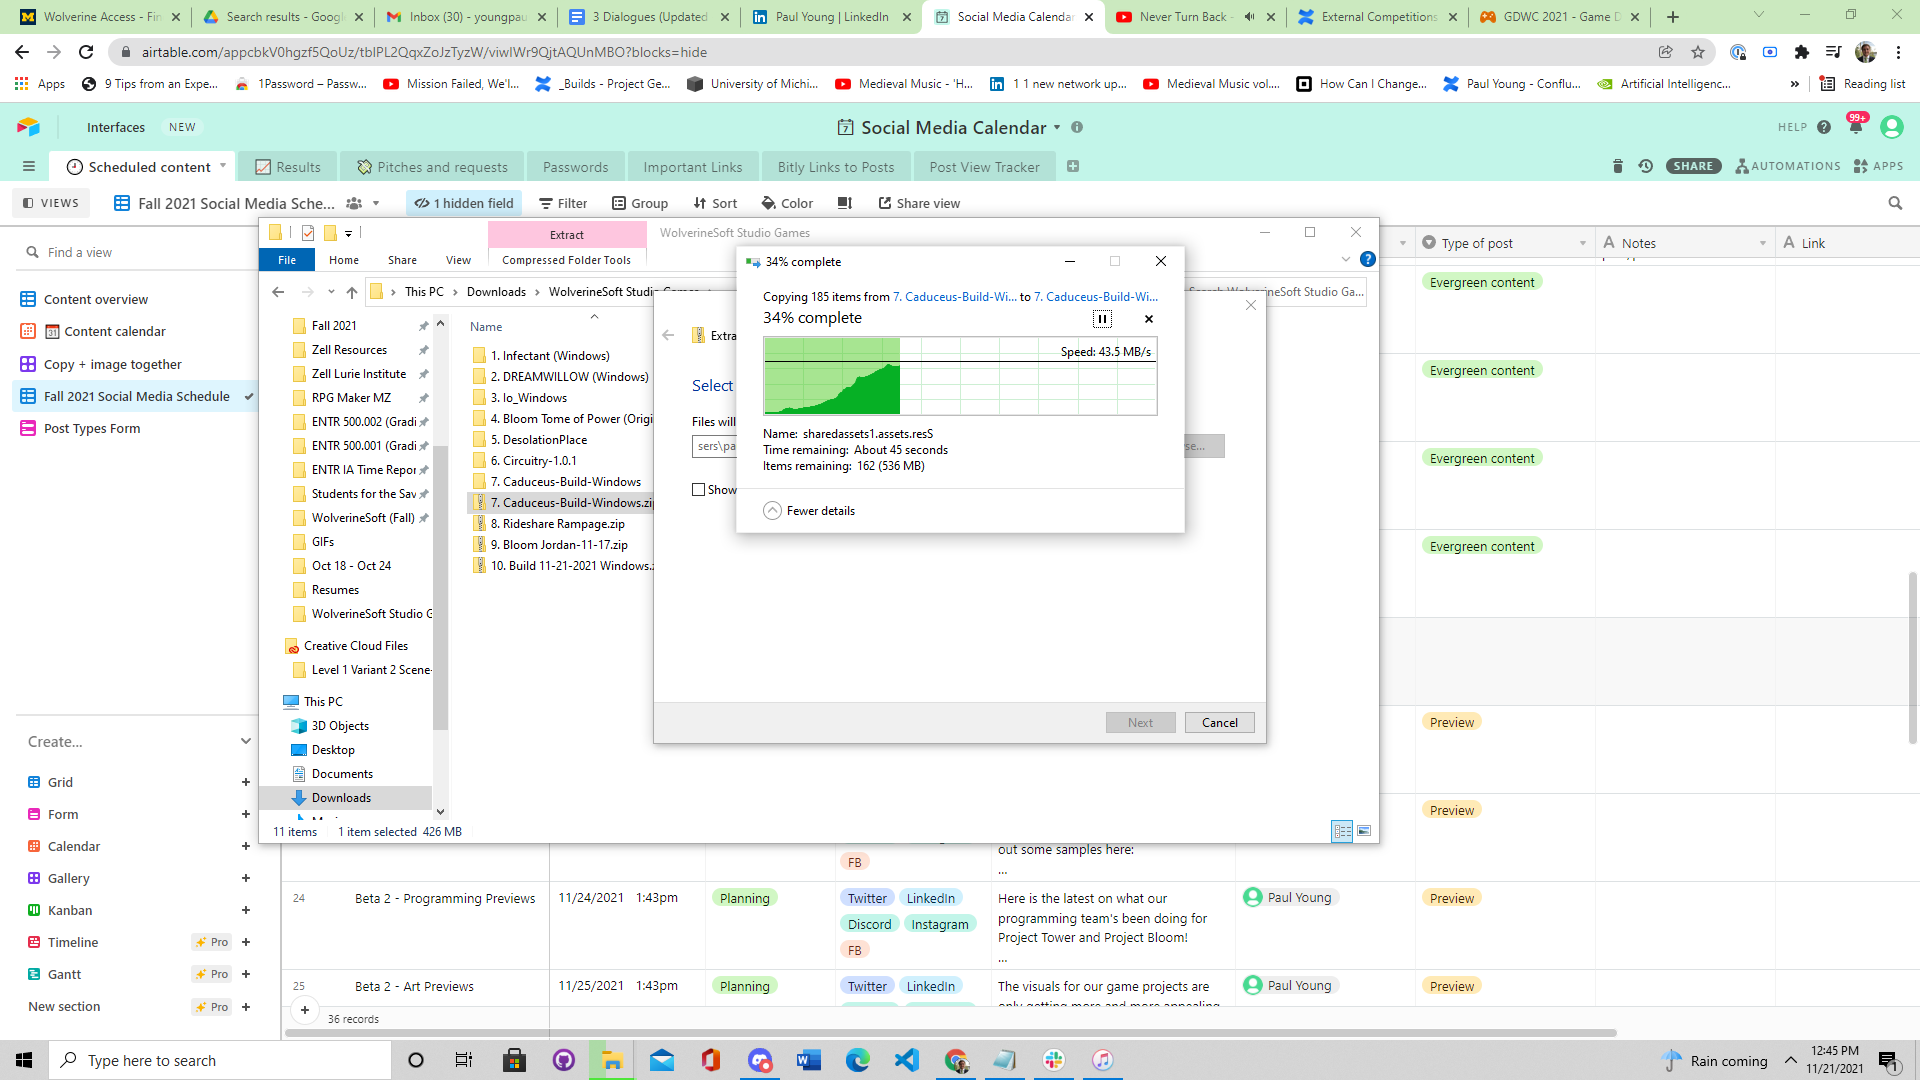 Wolverine Access - Fin
Search results - Google
Inbox (30) - youngpau
3 Dialogues (Updated
Paul Young | LinkedIn
Social Media Calendar
Never Turn Back -
External Competitions
GDWC 2021 - Game D
airtable.com/appcbkV0hgzf5QoUz/tblPL2QqxZoJzTyzW/viwIWr9QjtAQUnMBO?blocks=hide
Apps
9 Tips from an Expe...
1Password – Passw...
Mission Failed, We'l...
_Builds - Project Ge...
University of Michi...
Medieval Music - 'H...
1 1 new network up...
Medieval Music vol....
How Can I Change...
Paul Young - Conflu...
Artificial Intelligenc...
»
Reading list
Interfaces NEW
Social Media Calendar
HELP
99+
Scheduled content
Results
Pitches and requests
Passwords
Important Links
Bitly Links to Posts
Post View Tracker
SHARE
AUTOMATIONS
APPS
VIEWS
Fall 2021 Social Media Sche...
1 hidden field
Filter
Group
Sort
Color
Share view
Find a view
Content overview
Content calendar
Copy + image together
Fall 2021 Social Media Schedule
Post Types Form
Create...
Grid
Form
Calendar
Gallery
Kanban
Timeline Pro
Gantt Pro
New section Pro
Extract
WolverineSoft Studio Games
File
Home
Share
View
Compressed Folder Tools
This PC
Downloads
WolverineSoft Studio Games
Search WolverineSoft Studio Ga...
Fall 2021
Zell Resources
Zell Lurie Institute
RPG Maker MZ
ENTR 500.002 (Gradi
ENTR 500.001 (Gradi
ENTR IA Time Repor
Students for the Sav
WolverineSoft (Fall)
GIFs
Oct 18 - Oct 24
Resumes
WolverineSoft Studio G
Creative Cloud Files
Level 1 Variant 2 Scene-
This PC
3D Objects
Desktop
Documents
Downloads
Name
1. Infectant (Windows)
2. DREAMWILLOW (Windows)
3. Io_Windows
4. Bloom Tome of Power (Origi
5. DesolationPlace
6. Circuitry-1.0.1
7. Caduceus-Build-Windows
7. Caduceus-Build-Windows.zip
8. Rideshare Rampage.zip
9. Bloom Jordan-11-17.zip
10. Build 11-21-2021 Windows.z
11 items
1 item selected 426 MB
Extra
Select
Files will
sers\pa
Show
Next
Cancel
34% complete
Copying 185 items from 7. Caduceus-Build-Wi... to 7. Caduceus-Build-Wi...
34% complete
Speed: 43.5 MB/s
Name: sharedassets1.assets.resS
Time remaining: About 45 seconds
Items remaining: 162 (536 MB)
Fewer details
Type of post
Notes
Link
Evergreen content
Evergreen content
Evergreen content
Evergreen content
Preview
Preview
out some samples here:
...
FB
24
Beta 2 - Programming Previews
11/24/2021 1:43pm
Planning
Twitter LinkedIn
Discord Instagram
FB
Here is the latest on what our
programming team's been doing for
Project Tower and Project Bloom!
...
Paul Young
Preview
25
Beta 2 - Art Previews
11/25/2021 1:43pm
Planning
Twitter LinkedIn
The visuals for our game projects are
only getting more and more appealing
Paul Young
Preview
36 records
Type here to search
Rain coming
12:45 PM
11/21/2021
1